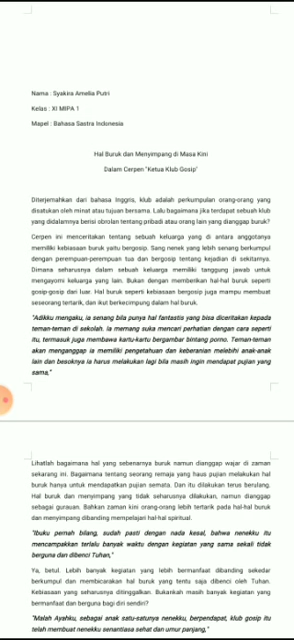 Nama : Syakira Amelia Putri
Kelas : XI MIPA 1
Mapel : Bahasa Sastra Indonesia
Hal Buruk dan Menyimpang di Masa Kini
Dalam Cerpen "Ketua Klub Gosip"
Diterjemahkan dari bahasa Inggris, klub adalah perkumpulan orang-orang yang
disatukan oleh minat atau tujuan bersama. Lalu bagaimana jika terdapat sebuah klub
yang didalamnya berisi obrolan tentang pribadi atau orang lain yang dianggap buruk?
Cerpen ini menceritakan tentang sebuah keluarga yang di antara anggotanya
memiliki kebiasaan buruk yaitu bergosip. Sang nenek yang lebih senang berkumpul
dengan perempuan-perempuan tua dan bergosip tentang kejadian di sekitarnya.
Dimana seharusnya dalam sebuah keluarga memiliki tanggung jawab untuk
mengayomi keluarga yang lain. Bukan dengan memberikan hal-hal buruk seperti
gosip-gosip dari luar. Hal buruk seperti kebiasaan bergosip juga mampu membuat
seseorang tertarik, dan ikut berkecimpung dalam hal buruk.
"Adikku mengaku, ia senang bila punya hal fantastis yang bisa diceritakan kepada
teman-teman di sekolah. Ia memang suka mencari perhatian dengan cara seperti
itu, termasuk juga membawa kartu-kartu bergambar bintang porno. Teman-teman
akan menganggap ia memiliki pengetahuan dan keberanian melebihi anak-anak
lain dan besoknya ia harus melakukan lagi bila masih ingin mendapat pujian yang
sama,"
Lihatlah bagaimana hal yang sebenarnya buruk namun dianggap wajar di zaman
sekarang ini. Bagaimana tentang seorang remaja yang haus pujian melakukan hal
buruk hanya untuk mendapatkan pujian semata. Dan itu dilakukan terus berulang.
Hal buruk dan menyimpang yang tidak seharusnya dilakukan, namun dianggap
sebagai gurauan. Bahkan zaman kini orang-orang lebih tertarik pada hal-hal buruk
dan menyimpang dibanding mempelajari hal-hal spiritual.
"Ibuku pernah bilang, sudah pasti dengan nada kesal, bahwa nenekku itu
mencampakkan terlalu banyak waktu dengan kegiatan yang sama sekali tidak
berguna dan dibenci Tuhan,"
Ya, betul. Lebih banyak kegiatan yang lebih bermanfaat dibanding sekedar
berkumpul dan membicarakan hal buruk yang tentu saja dibenci oleh Tuhan.
Kebiasaan yang seharusnya ditinggalkan. Bukankah masih banyak kegiatan yang
bermanfaat dan berguna bagi diri sendiri?
"Malah Ayahku, sebagai anak satu-satunya nenekku, berpendapat, klub gosip itu
telah membuat nenekku senantiasa sehat dan umur panjang,"